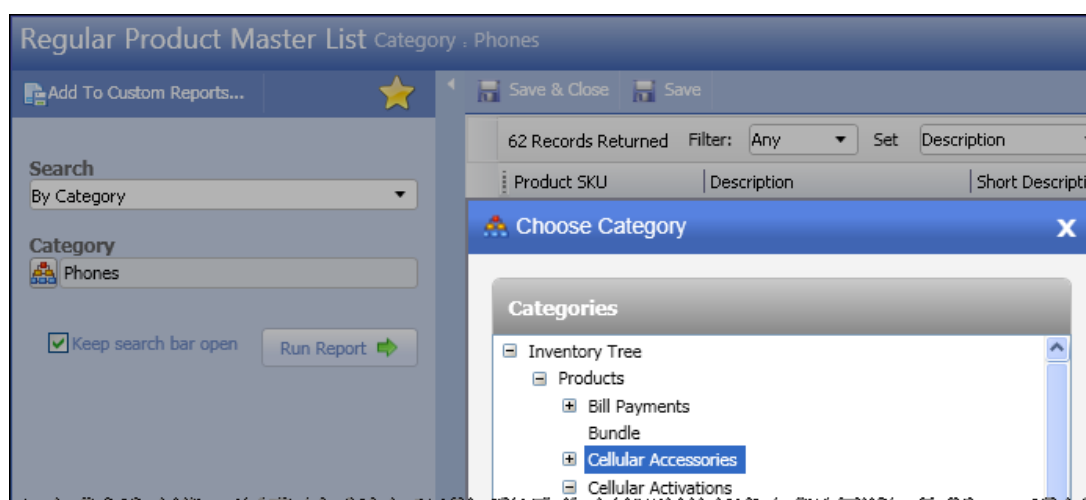 Regular Product Master List Category : Phones
Add To Custom Reports...
Save & Close Save
62 Records Returned Filter: Any Set Description
Search
By Category
Product SKU Description Short
Choose Category X
Category
Phones
Categories
Keep search bar open Run Report
Inventory Tree
Products
Bill Payments
Bundle
Cellular Accessories
Cellular Activations